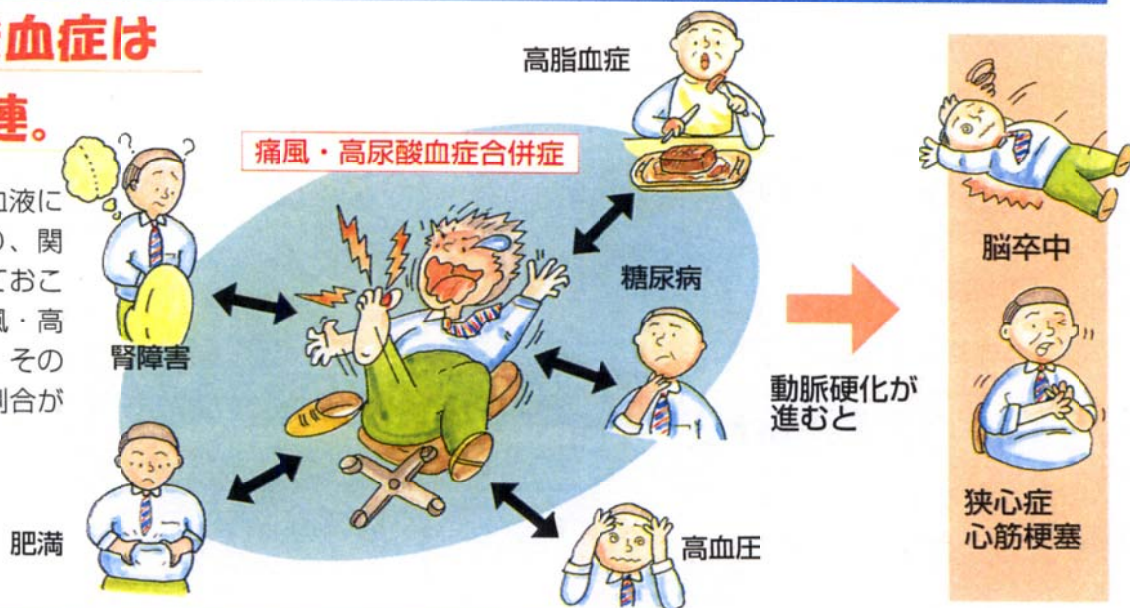 血症は
連。
血液に
り、関
ておこ
風・高
その
割合が
痛風・高尿酸血症合併症
高脂血症
糖尿病
高血圧
肥満
腎障害
動脈硬化が
進むと
脳卒中
狭心症
心筋梗塞